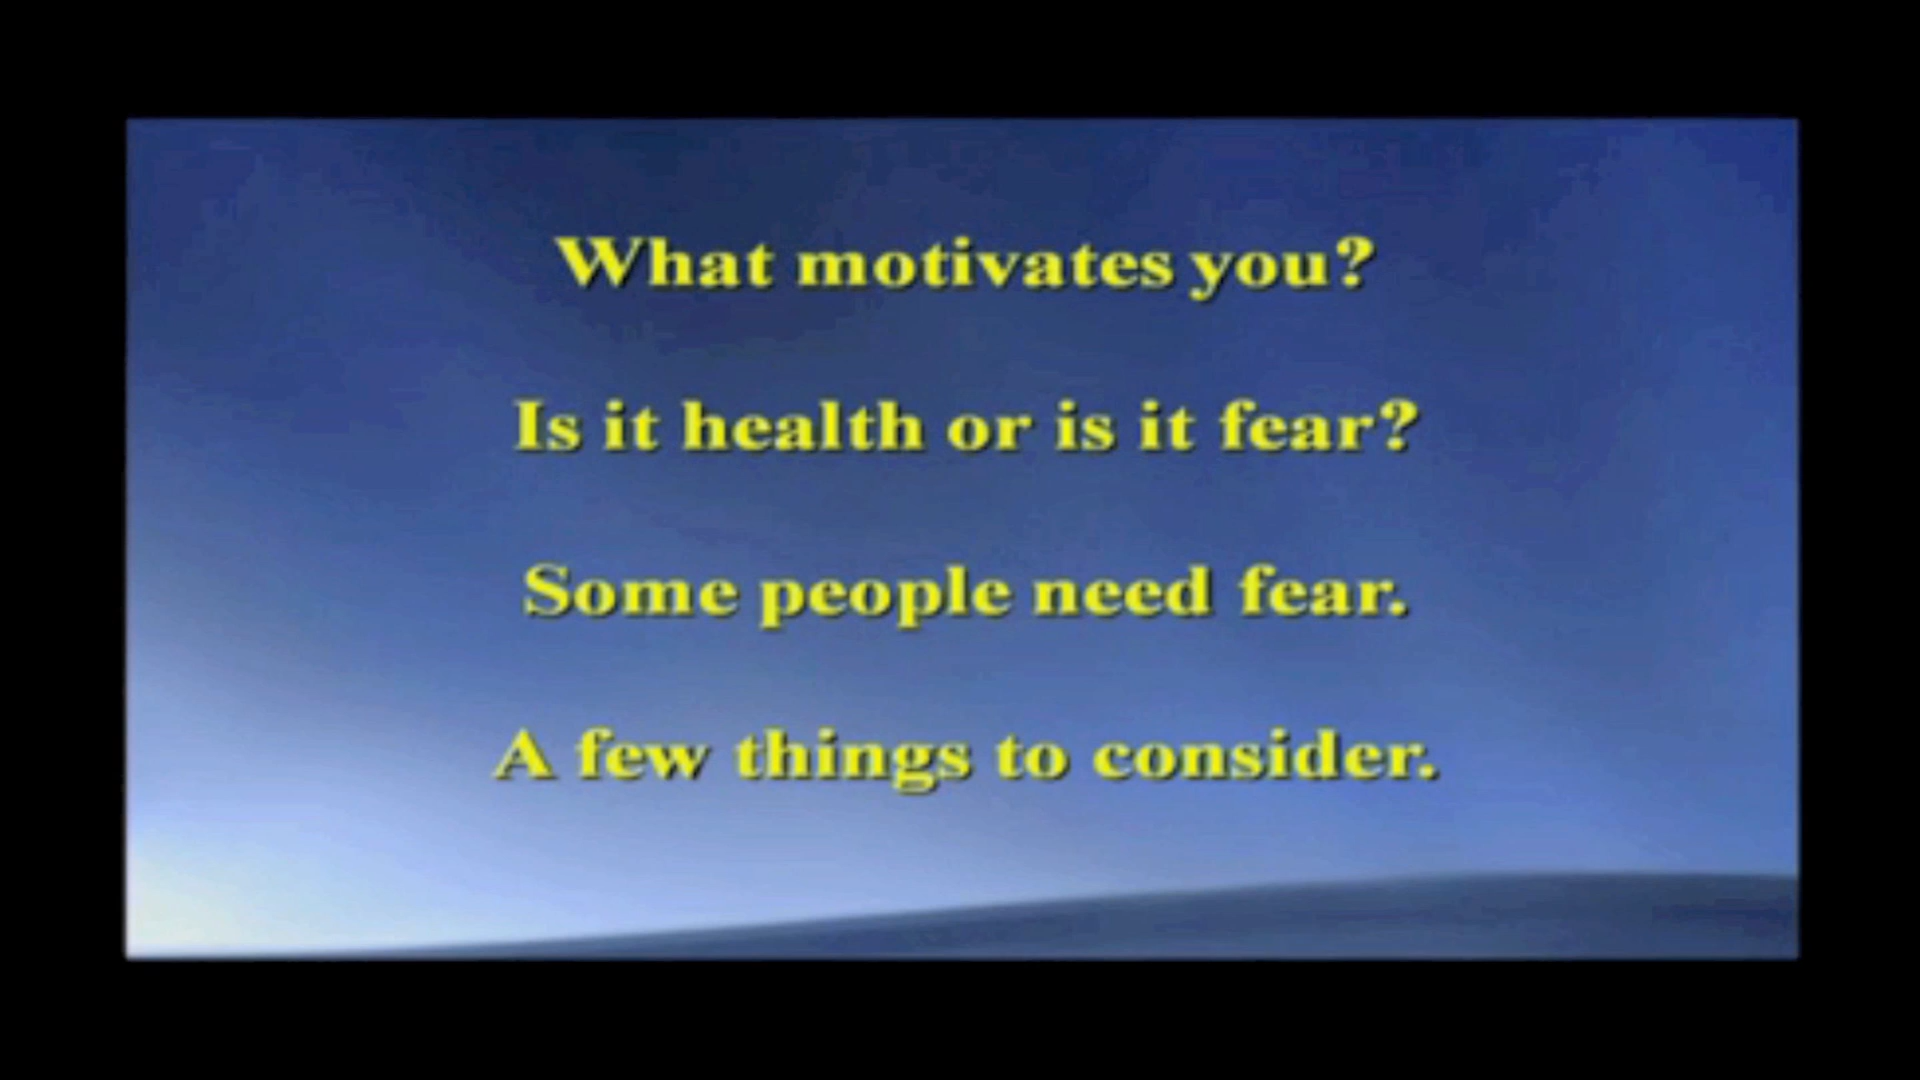 What motivates you?
Is it health or is it fear?
Some people need fear.
A few things to consider.